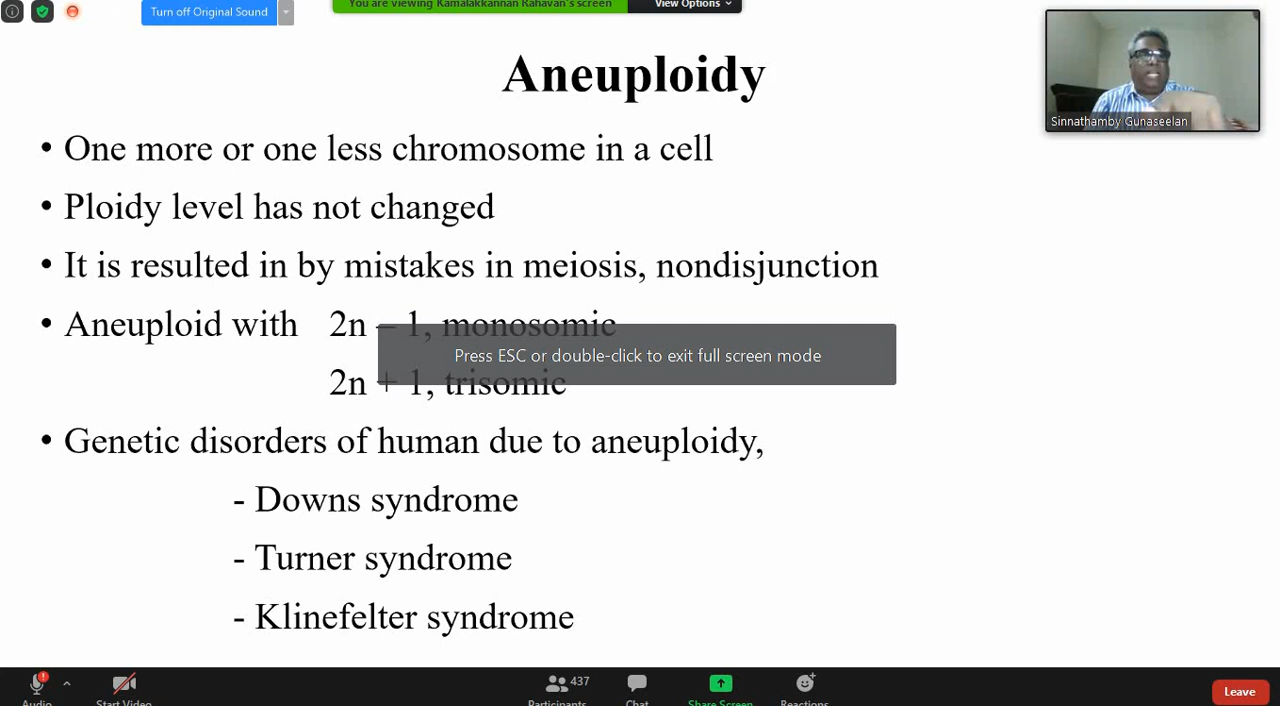 Turn off Original Sound
You are viewing Kamalakkannan Rahavan's screen
View Options
Aneuploidy
Sinnathamby Gunaseelan
• One more or one less chromosome in a cell
• Ploidy level has not changed
• It is resulted in by mistakes in meiosis, nondisjunction
• Aneuploid with 2n – 1, monosomic
Press ESC or double-click to exit full screen mode
2n + 1, trisomic
• Genetic disorders of human due to aneuploidy,
- Downs syndrome
- Turner syndrome
- Klinefelter syndrome
437
Audio
Start Video
Participants
Chat
Share Screen
Reactions
Leave